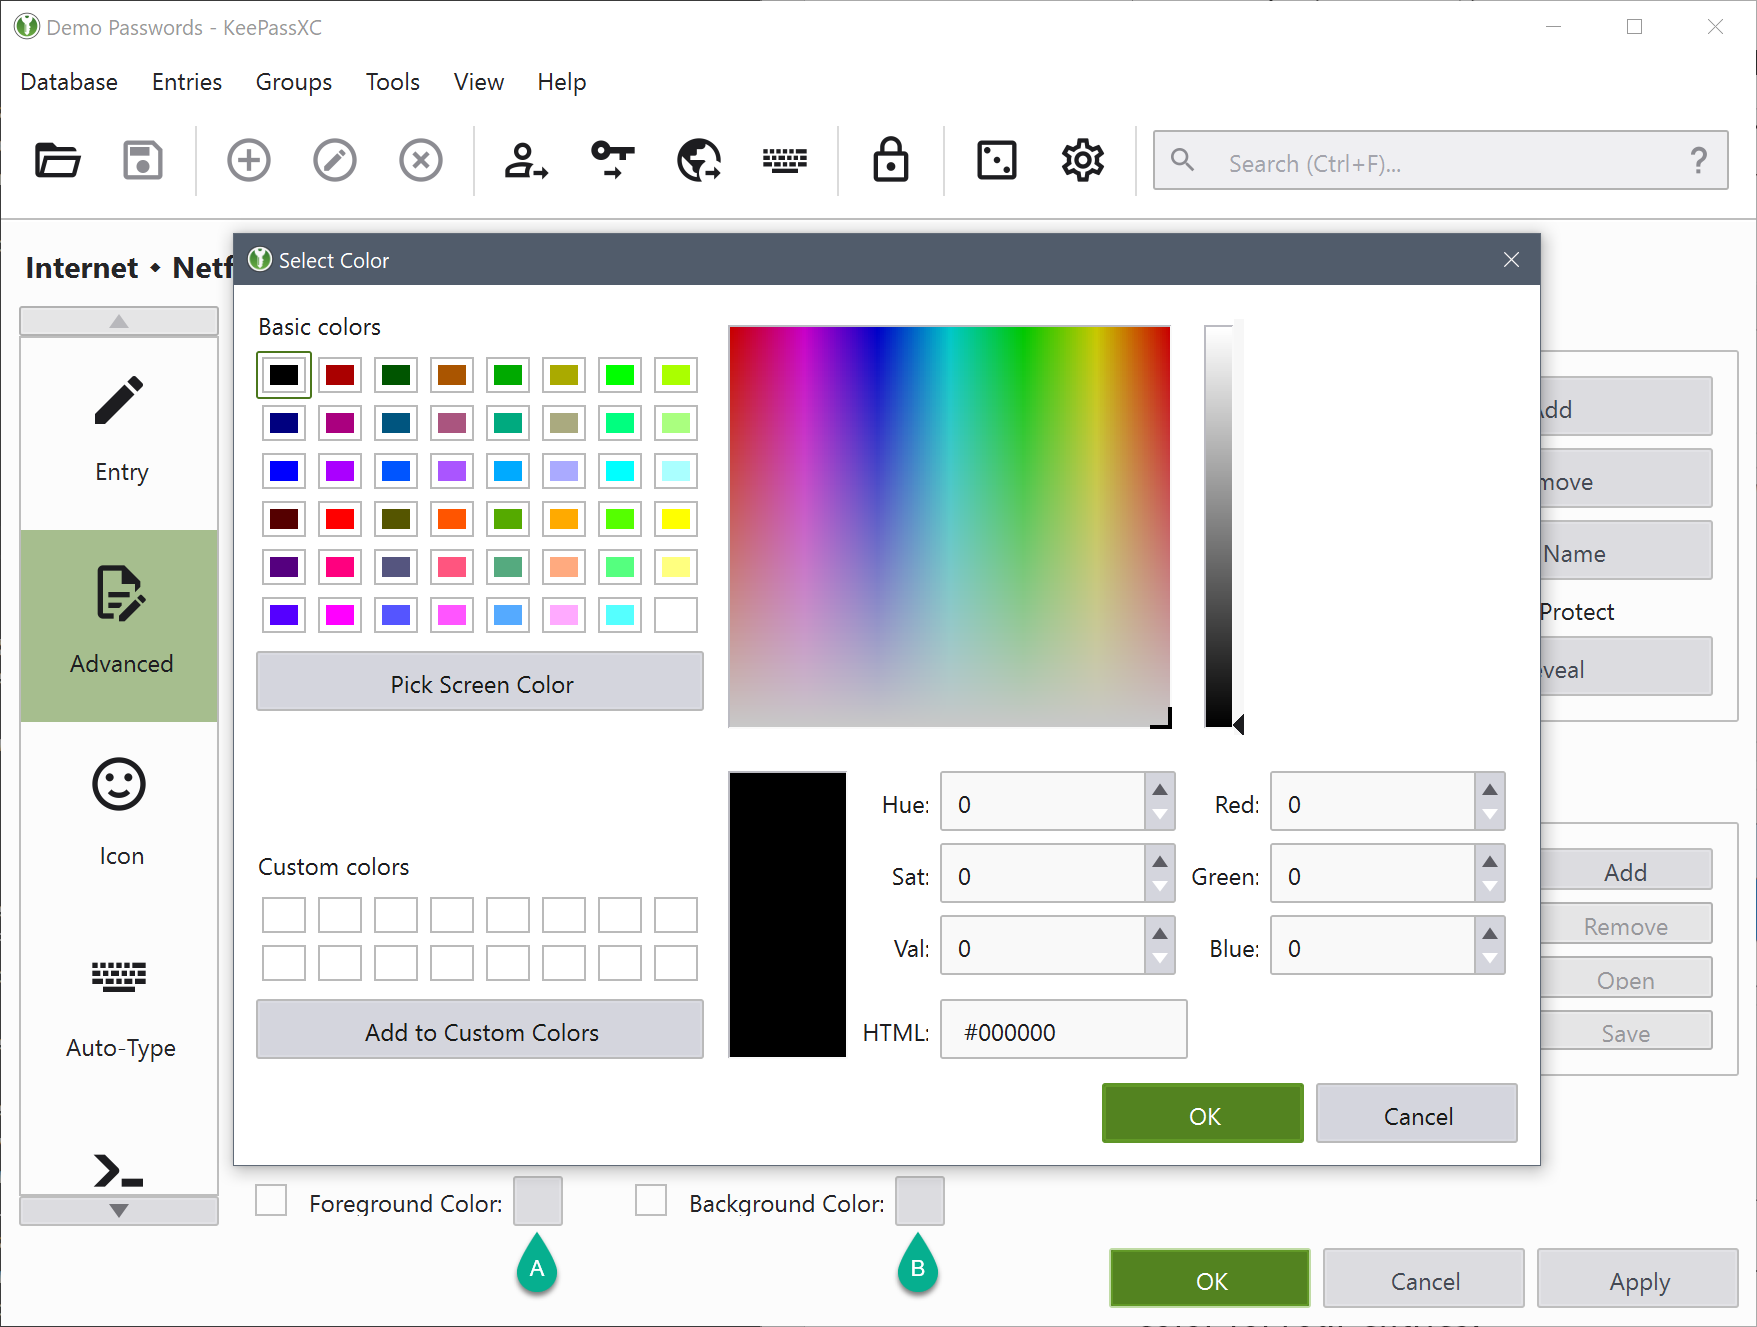 Demo Passwords - KeePassXC
Database Entries Groups Tools View Help
Search (Ctrl+F)... ?
Internet • Netf
Select Color
Basic colors
Pick Screen Color
Custom colors
Add to Custom Colors
Hue: 0 Red: 0
Sat: 0 Green: 0
Val: 0 Blue: 0
HTML: #000000
OK Cancel
Entry
Advanced
Icon
Auto-Type
dd
move
Name
Protect
veal
Add
Remove
Open
Save
Foreground Color: Background Color:
A B
OK Cancel Apply